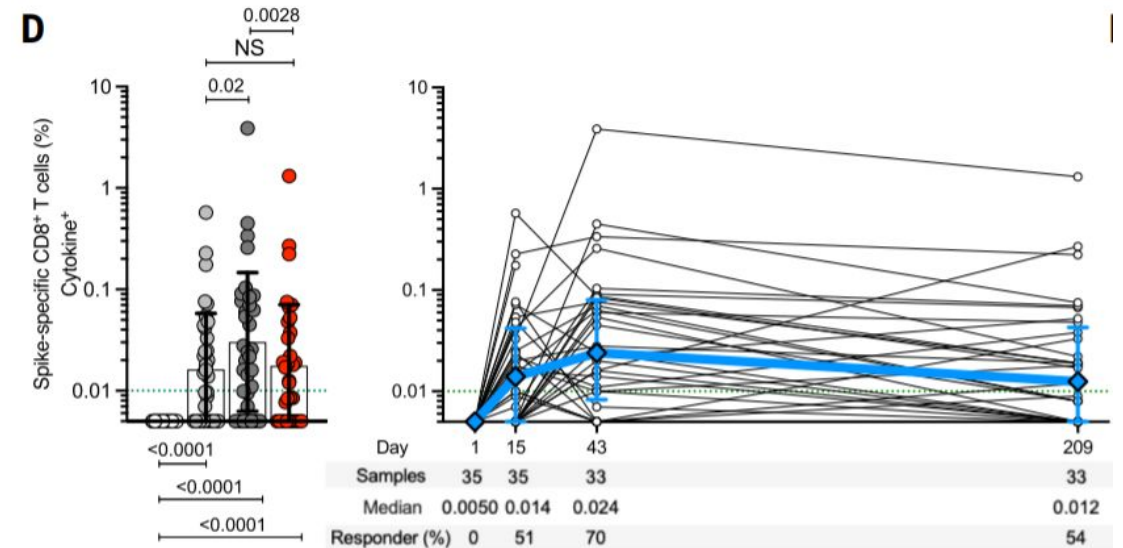 D
0.0028
NS
0.02
10
1
0.1
0.01
Spike-specific CD8+ T cells (%)
Cytokine+
<0.0001
<0.0001
<0.0001
10
1
0.1
0.01
Day 1 15 43 209
Samples 35 35 33 33
Median 0.0050 0.014 0.024 0.012
Responder (%) 0 51 70 54